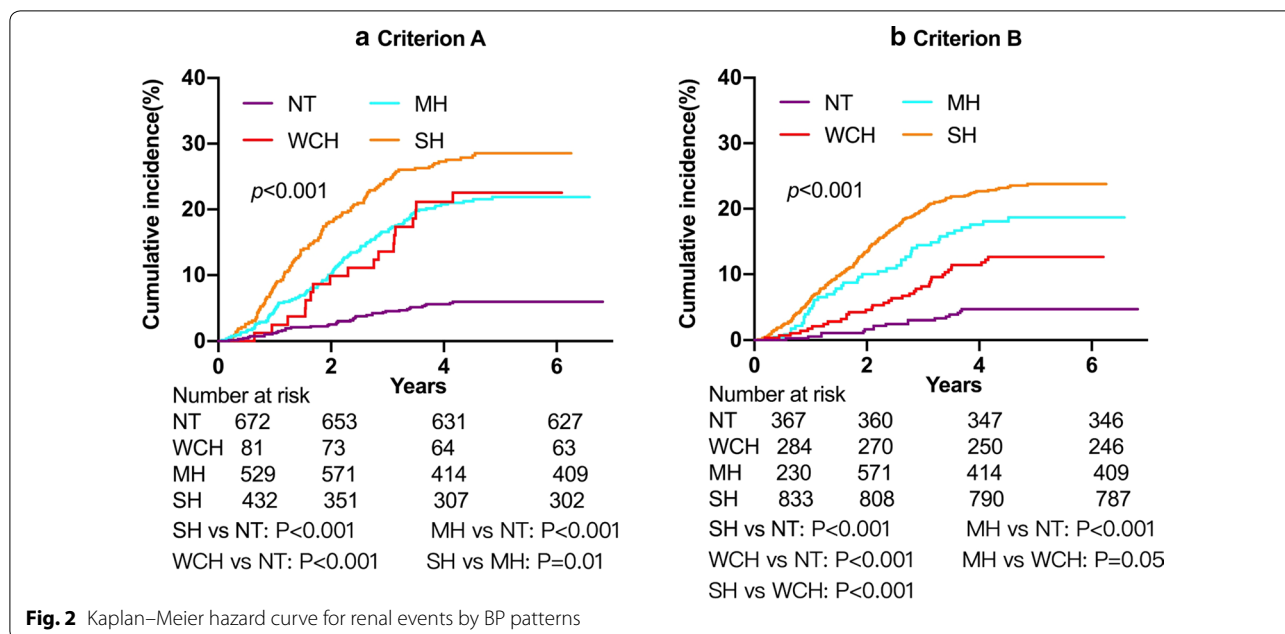 a Criterion A
Cumulative incidence(%)
40
30
20
10
0
NT
MH
WCH
SH
p<0.001
0 2 4 6
Years
Number at risk
NT 672 653 631 627
WCH 81 73 64 63
MH 529 571 414 409
SH 432 351 307 302
SH vs NT: P<0.001 MH vs NT: P<0.001
WCH vs NT: P<0.001 SH vs MH: P=0.01
b Criterion B
Cumulative incidence(%)
40
30
20
10
0
NT
MH
WCH
SH
p<0.001
0 2 4 6
Years
Number at risk
NT 367 360 347 346
WCH 284 270 250 246
MH 230 571 414 409
SH 833 808 790 787
SH vs NT: P<0.001 MH vs NT: P<0.001
WCH vs NT: P<0.001 MH vs WCH: P=0.05
SH vs WCH: P<0.001
Fig. 2 Kaplan–Meier hazard curve for renal events by BP patterns